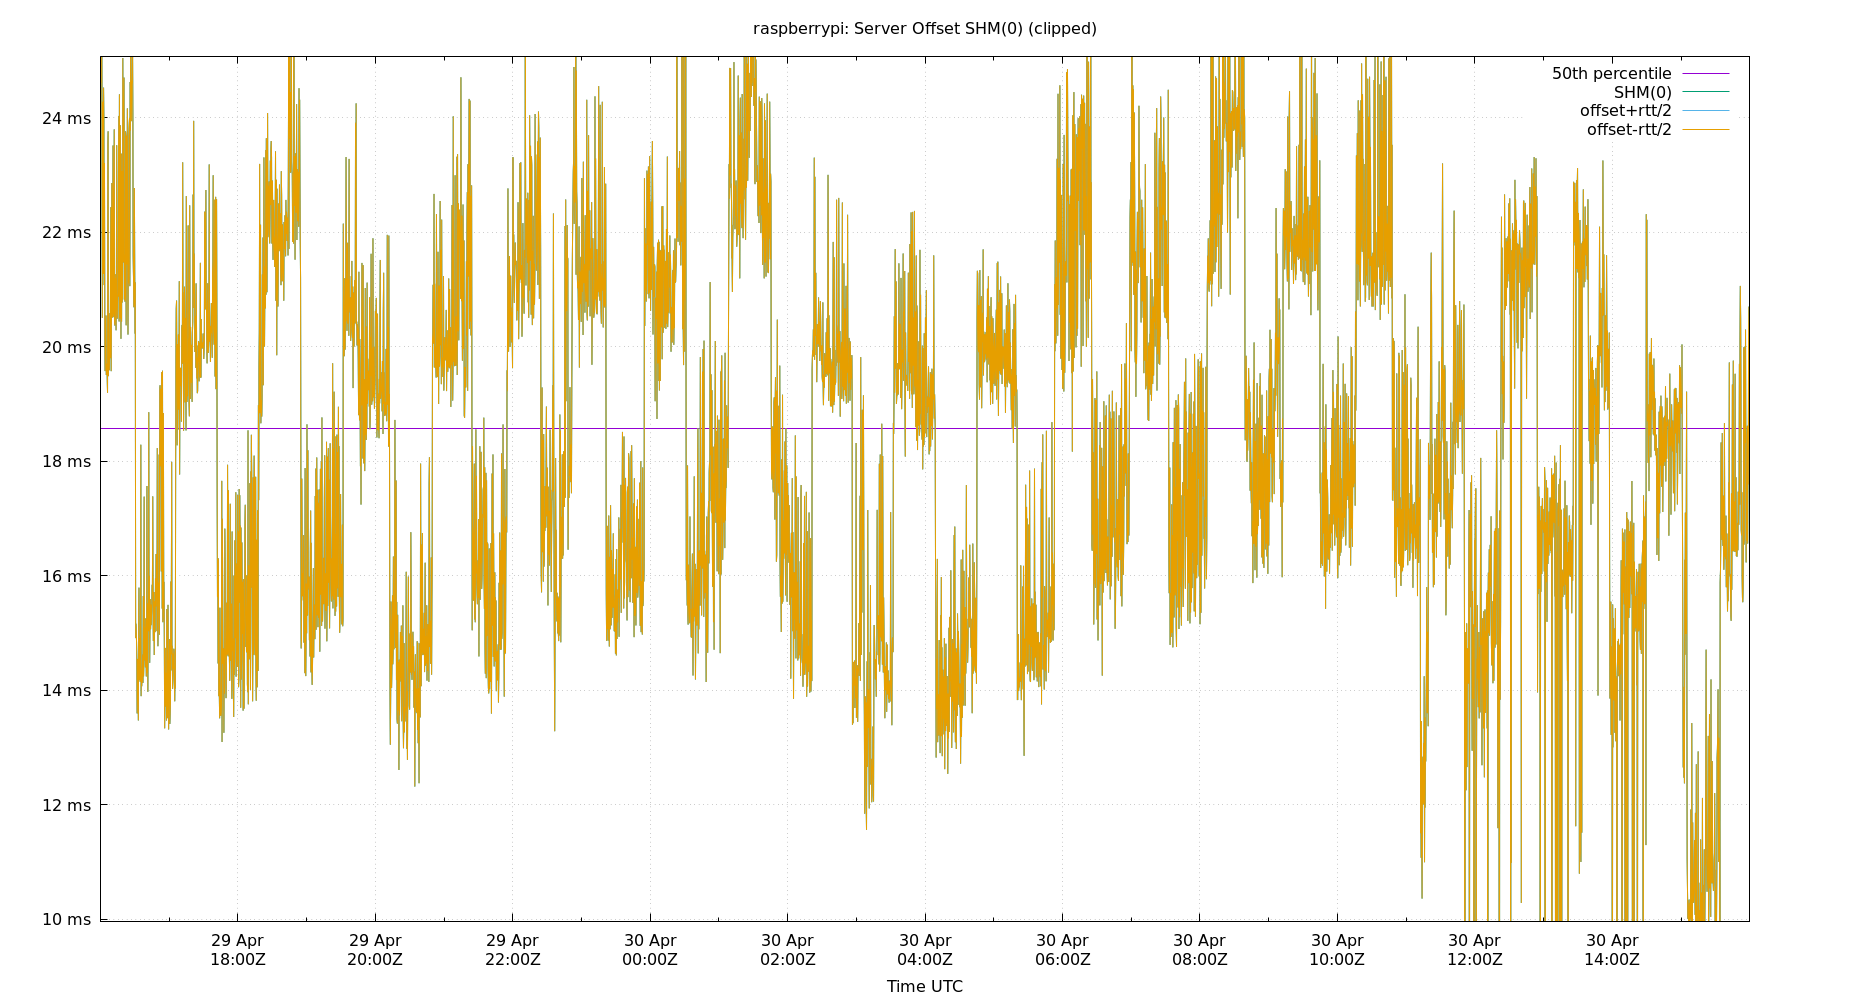 raspberrypi: Server Offset SHM(0) (clipped)
50th percentile
SHM(0)
offset+rtt/2
offset-rtt/2
24 ms
22 ms
20 ms
18 ms
16 ms
14 ms
12 ms
10 ms
29 Apr 29 Apr 29 Apr 30 Apr 30 Apr 30 Apr 30 Apr 30 Apr 30 Apr 30 Apr 30 Apr
18:00Z 20:00Z 22:00Z 00:00Z 02:00Z 04:00Z 06:00Z 08:00Z 10:00Z 12:00Z 14:00Z
Time UTC